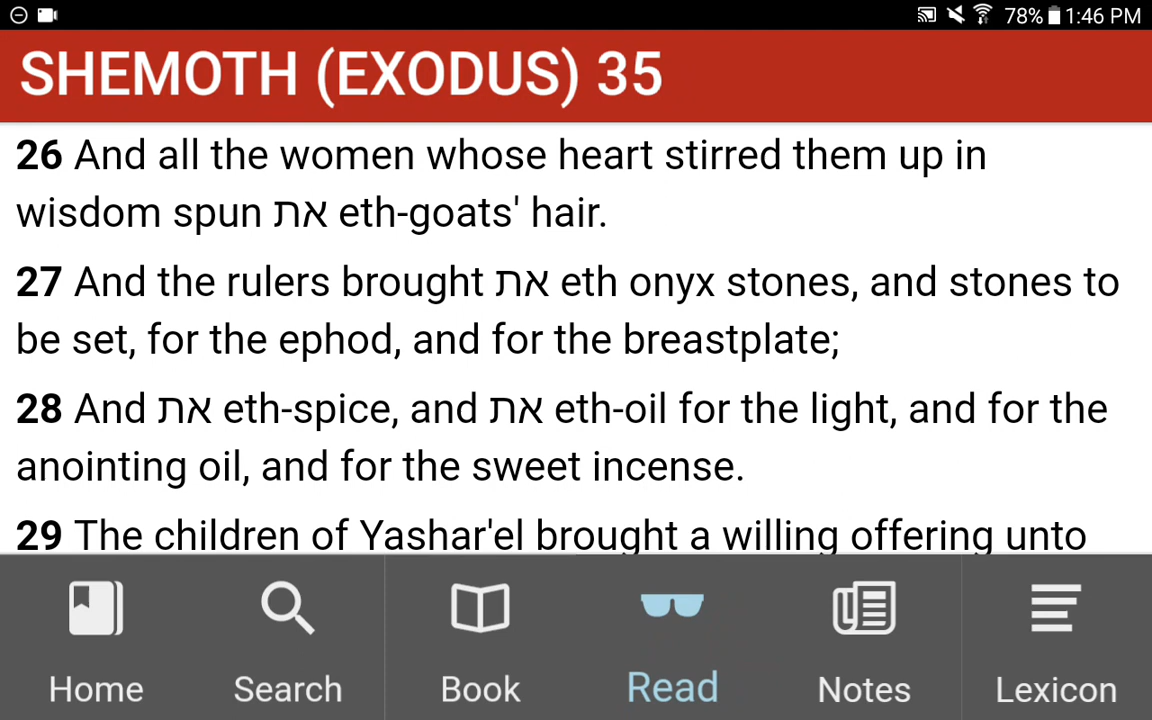 78% 1:46 PM
SHEMOTH (EXODUS) 35
26 And all the women whose heart stirred them up in
wisdom spun את eth-goats' hair.
27 And the rulers brought את eth onyx stones, and stones to
be set, for the ephod, and for the breastplate;
28 And את eth-spice, and את eth-oil for the light, and for the
anointing oil, and for the sweet incense.
29 The children of Yashar'el brought a willing offering unto
Home Search Book Read Notes Lexicon